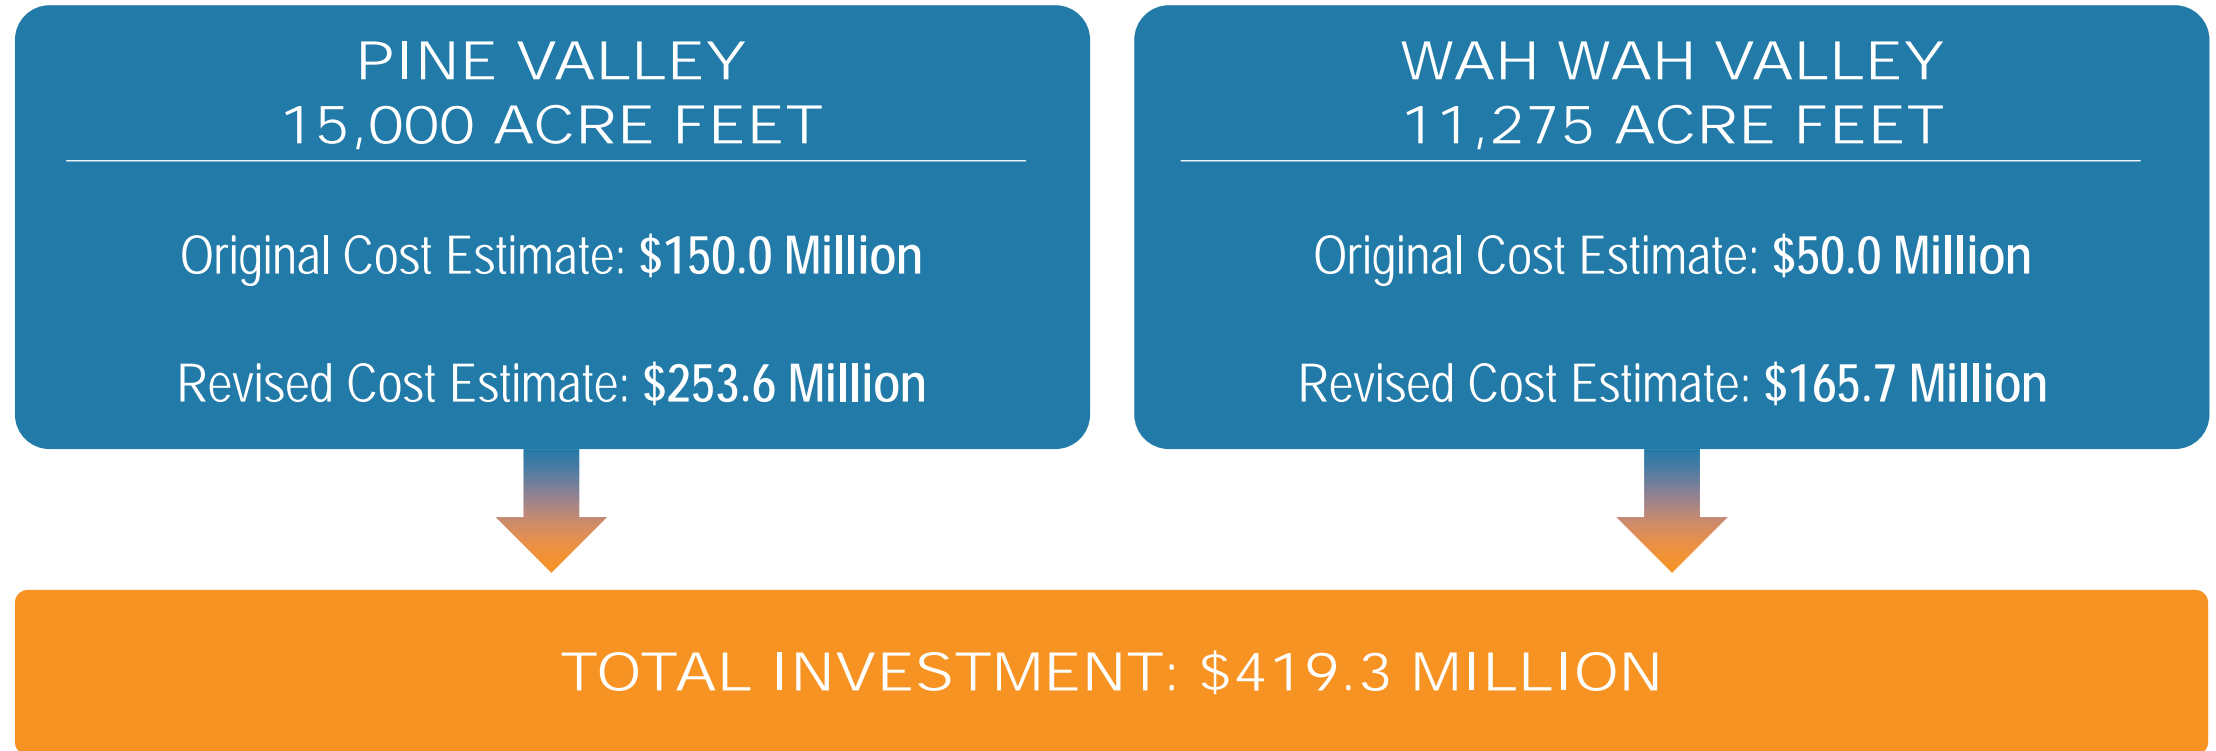 PINE VALLEY
15,000 ACRE FEET
Original Cost Estimate: $150.0 Million
Revised Cost Estimate: $253.6 Million
WAH WAH VALLEY
11,275 ACRE FEET
Original Cost Estimate: $50.0 Million
Revised Cost Estimate: $165.7 Million
TOTAL INVESTMENT: $419.3 MILLION